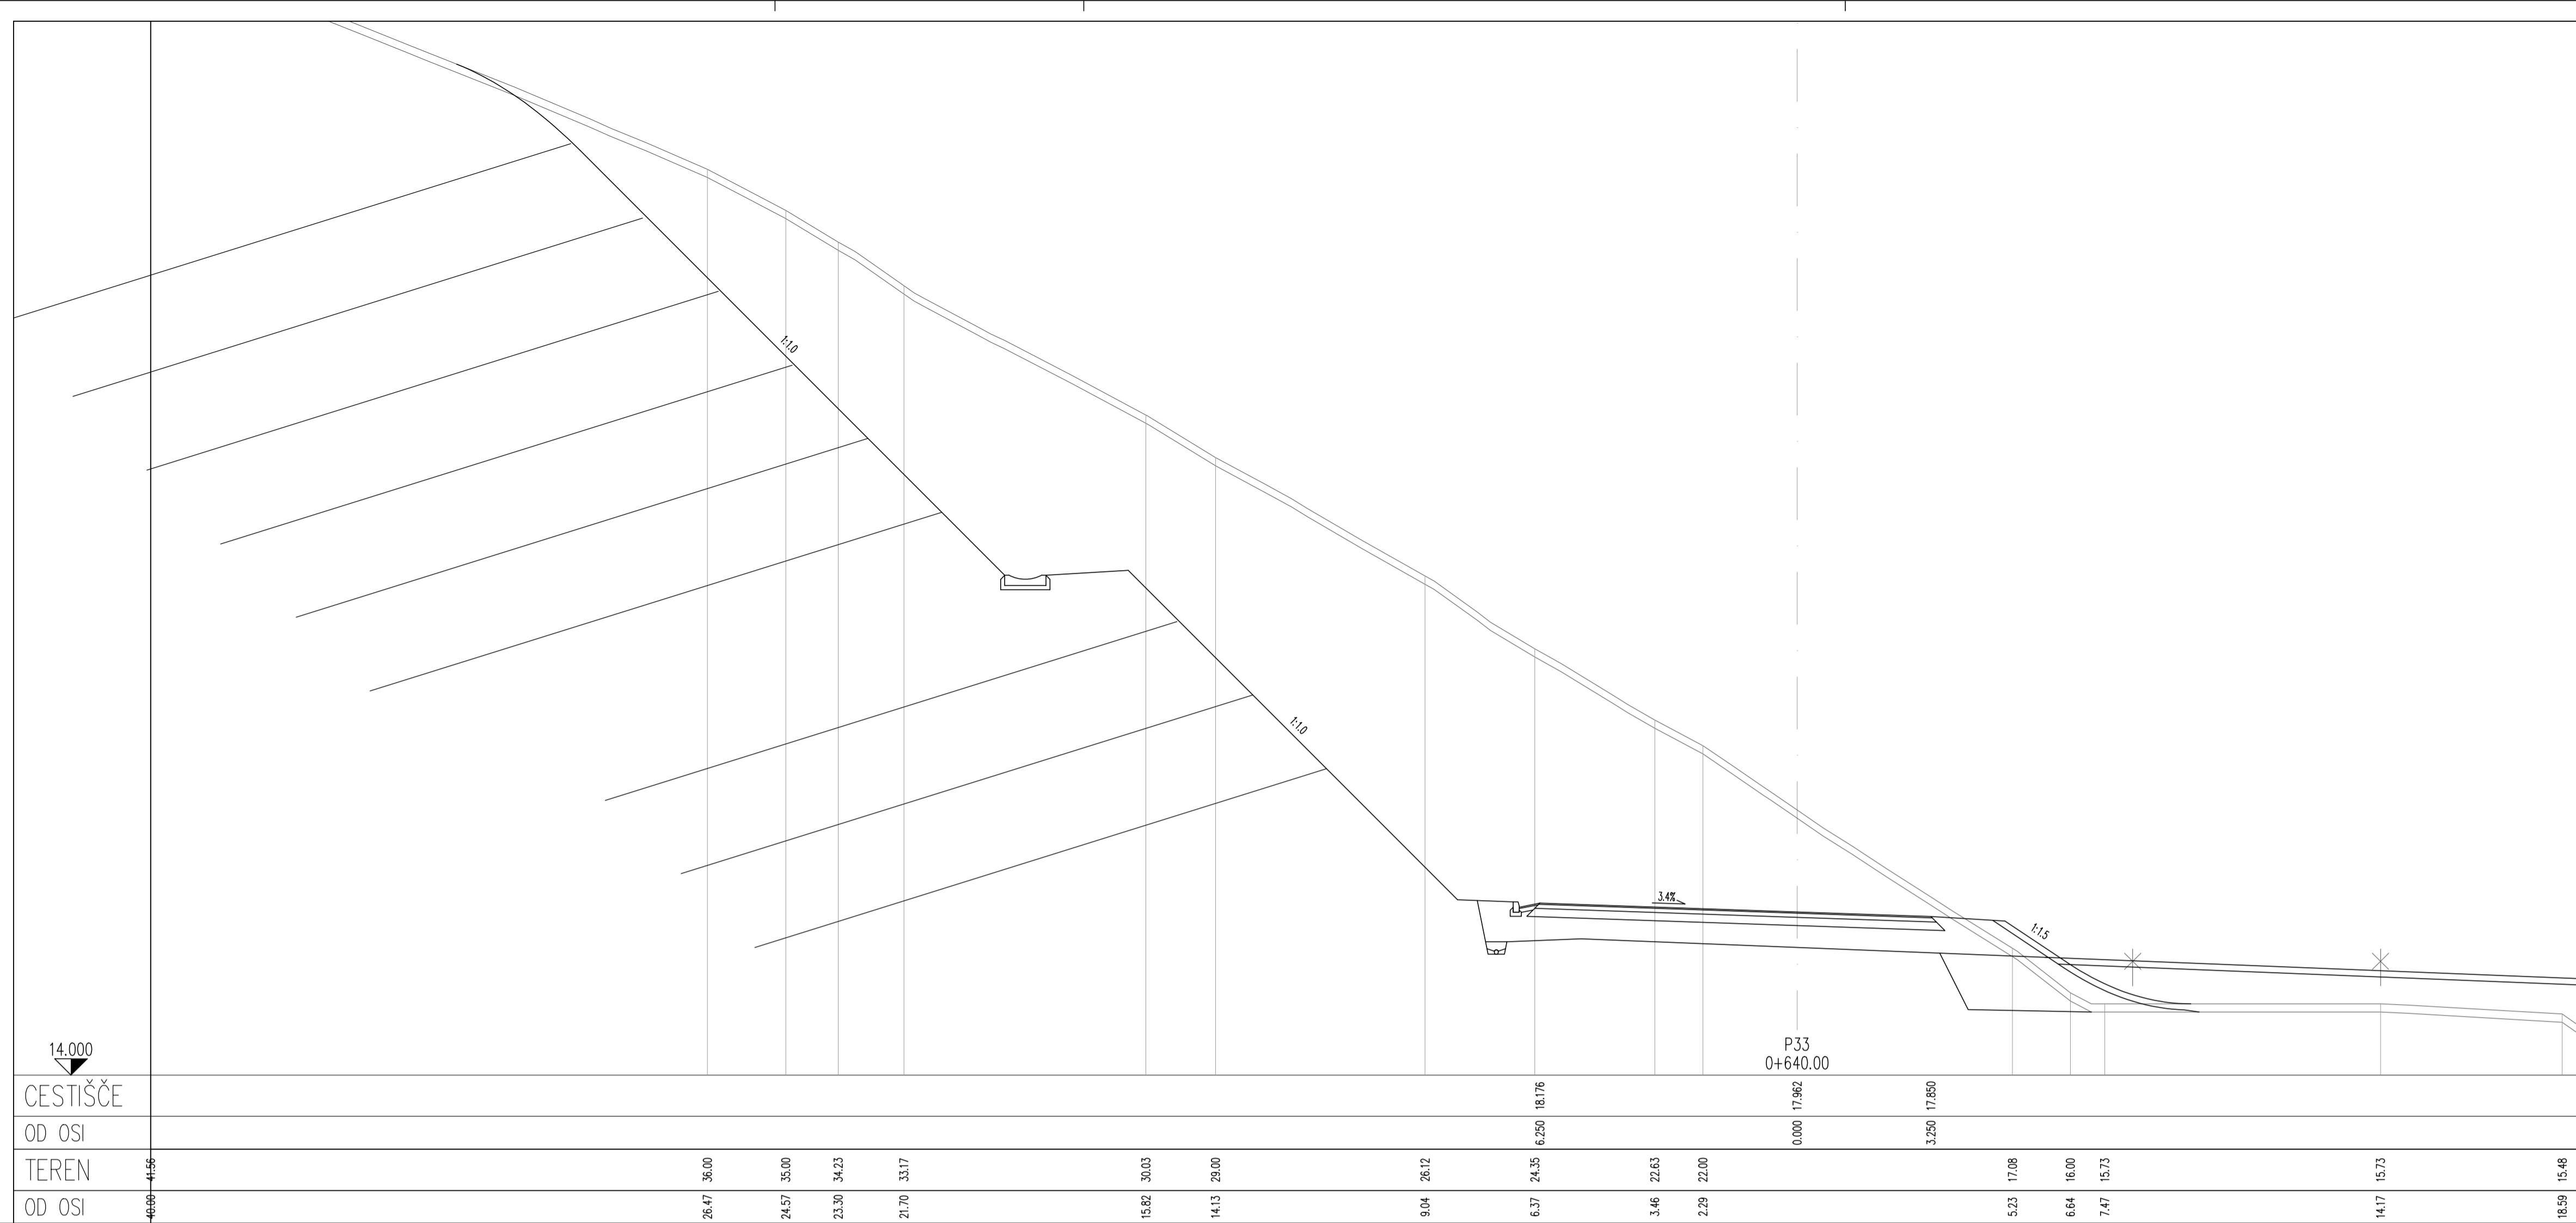 1:1.0
1:1.0
3.4%
1:1.5
P33
0+640.00
14.000
CESTIŠČE 18.176 17.962 17.850
OD OSI 6.250 0.000 3.250
TEREN 41.56 36.00 35.00 34.23 33.17 30.03 29.00 26.12 24.35 22.63 22.00 17.08 16.00 15.73 15.73 15.48
OD OSI 40.00 26.47 24.57 23.30 21.70 15.82 14.13 9.04 6.37 3.46 2.29 5.23 6.64 7.47 14.17 18.59